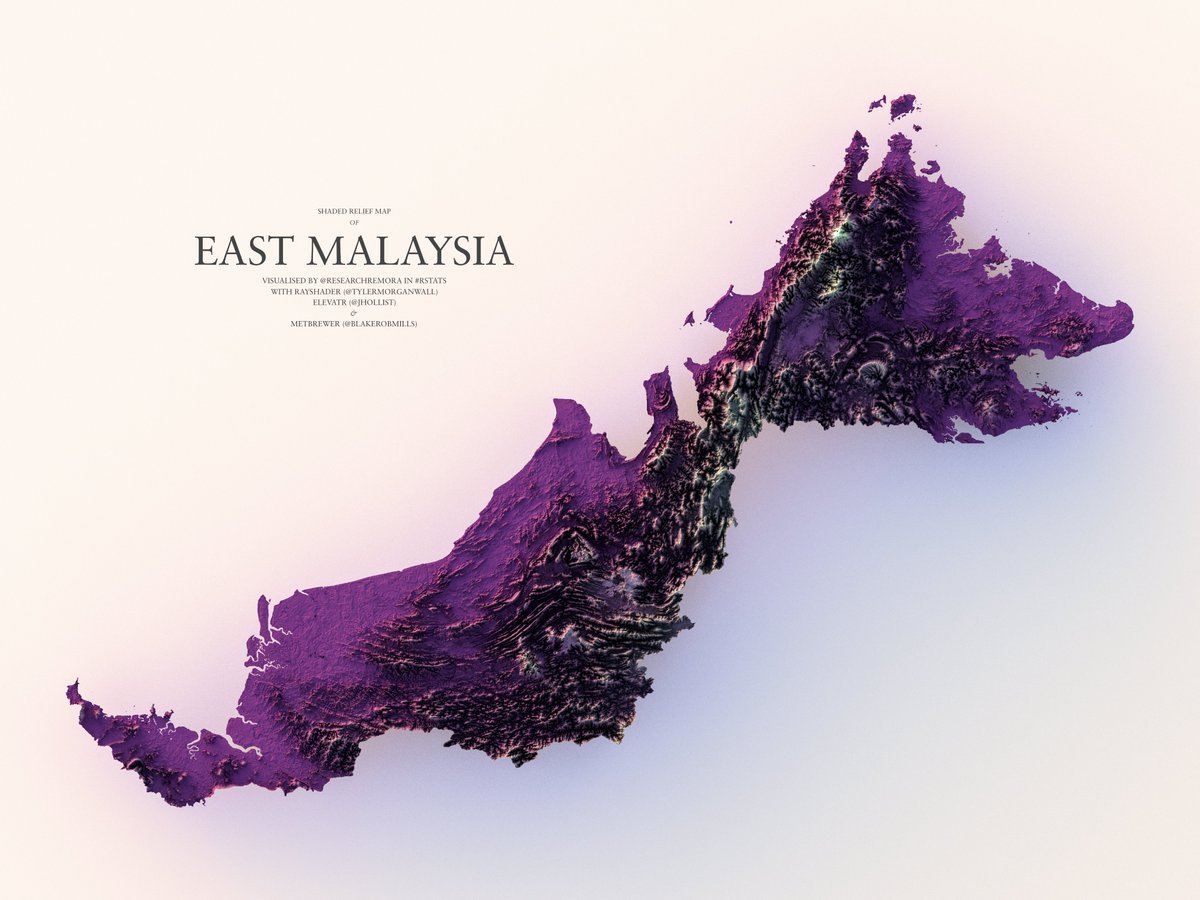 SHADED RELIEF MAP
OF
EAST MALAYSIA
VISUALISED BY @RESEARCHREMORA IN #RSTATS
WITH RAYSHADER (@TYLERMORGANWALL)
ELEVATR (@JHOLLIST)
&
METBREWER (@BLAKEROBMILLS)